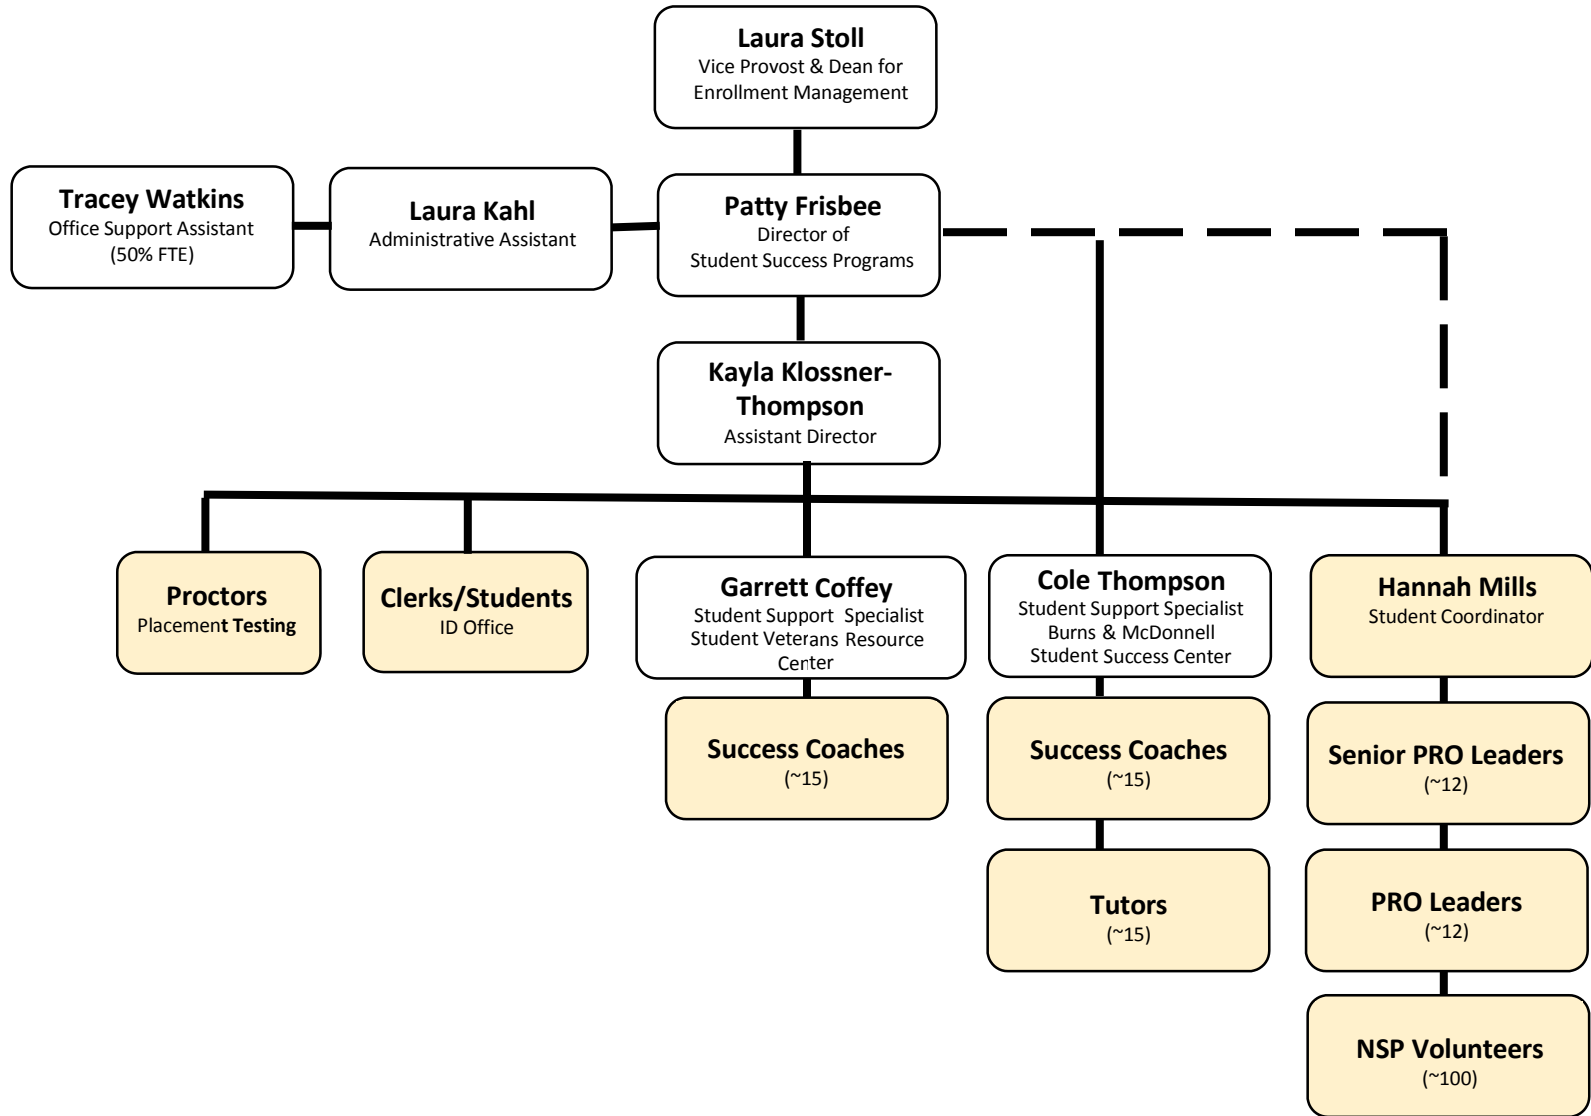 Laura Stoll
Vice Provost & Dean for
Enrollment Management
Tracey Watkins
Office Support Assistant
(50% FTE)
Laura Kahl
Administrative Assistant
Patty Frisbee
Director of
Student Success Programs
Kayla Klossner-
Thompson
Assistant Director
Proctors
Placement Testing
Clerks/Students
ID Office
Garrett Coffey
Student Support Specialist
Student Veterans Resource
Center
Cole Thompson
Student Support Specialist
Burns & McDonnell
Student Success Center
Hannah Mills
Student Coordinator
Success Coaches
(~15)
Success Coaches
(~15)
Senior PRO Leaders
(~12)
Tutors
(~15)
PRO Leaders
(~12)
NSP Volunteers
(~100)